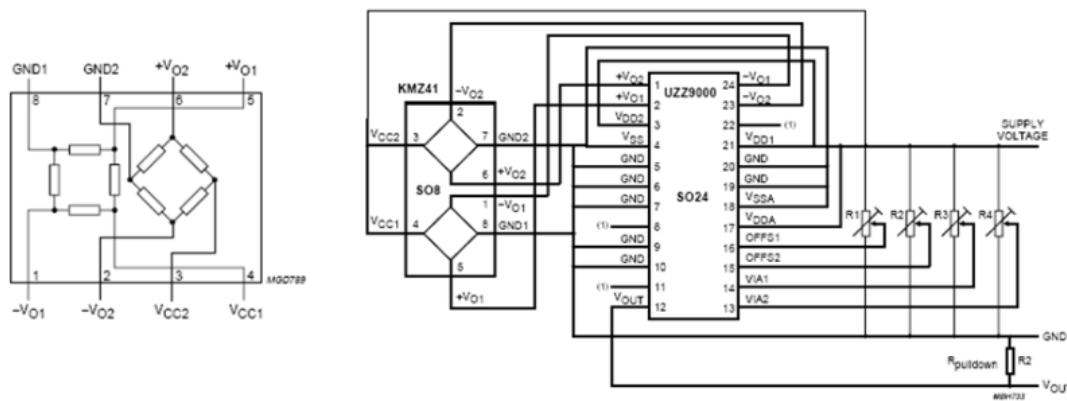 GND1 GND2 +VO2 +VO1
8 7 6 5
1 2 3 4
MGD789
−VO1 −VO2 VCC2 VCC1
KMZ41
−VO2
2
VCC2 3 7 GND2
6
+VO2
SO8
1 −VO1
VCC1 4 8 GND1
5
+VO1
UZZ9000
SO24
+VO2 1
+VO1 2
VDD2 3
VSS 4
GND 5
GND 6
GND 7
(1) 8
GND 9
GND 10
(1) 11
VOUT 12
24 −VO1
23 −VO2
22 (1)
21 VDD1
20 GND
19 GND
18 VSSA
17 VDDA
16 OFFS1
15 OFFS2
14 VIA1
13 VIA2
SUPPLY
VOLTAGE
R1 R2 R3 R4
GND
Rpulldown R2
VOUT
MBH733